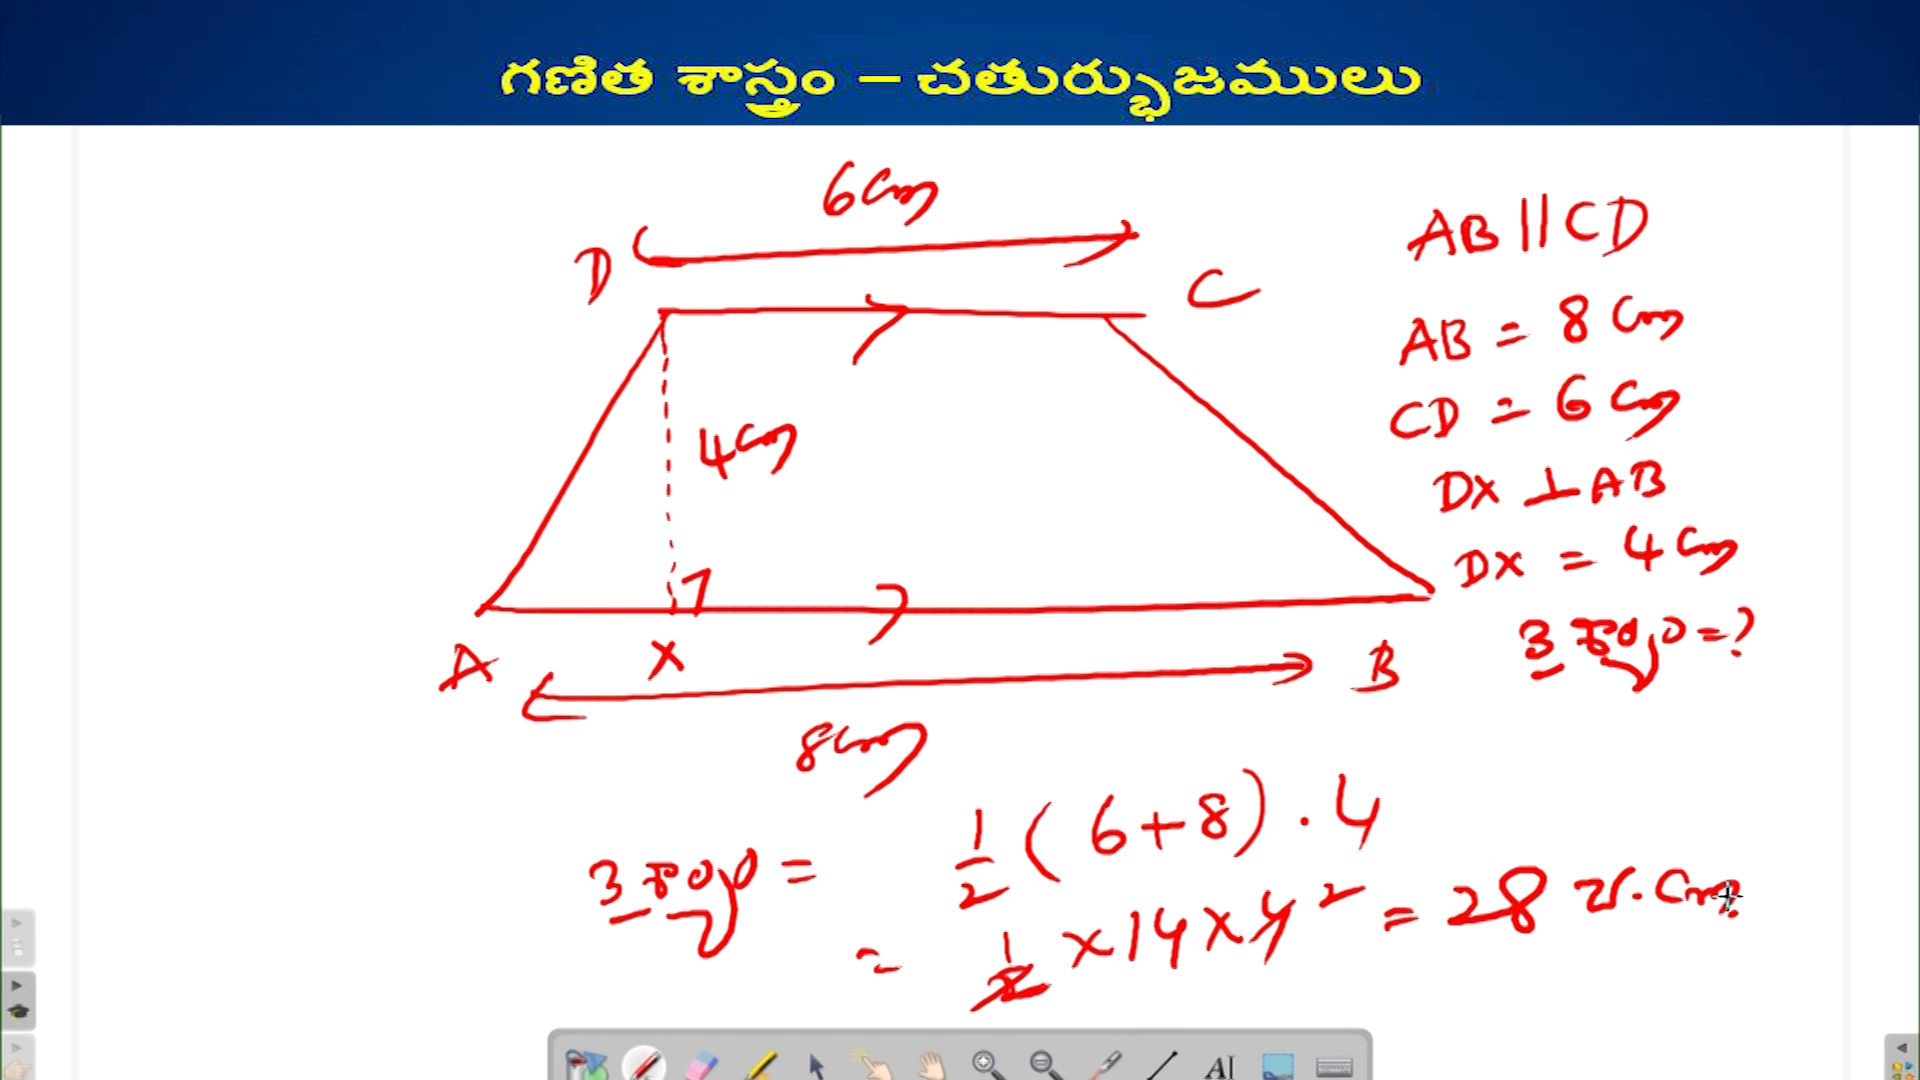 గణిత శాస్త్రం – చతుర్భుజములు
6cm
D
C
AB || CD
AB = 8 cm
4cm
CD = 6 cm
DX ⊥ AB
DX = 4 cm
A
X
B
వైశాల్యం = ?
8cm
వైశాల్యం = 1/2 (6+8) . 4
= 1/2 × 14 × 4 2 = 28 చ. cm
AI